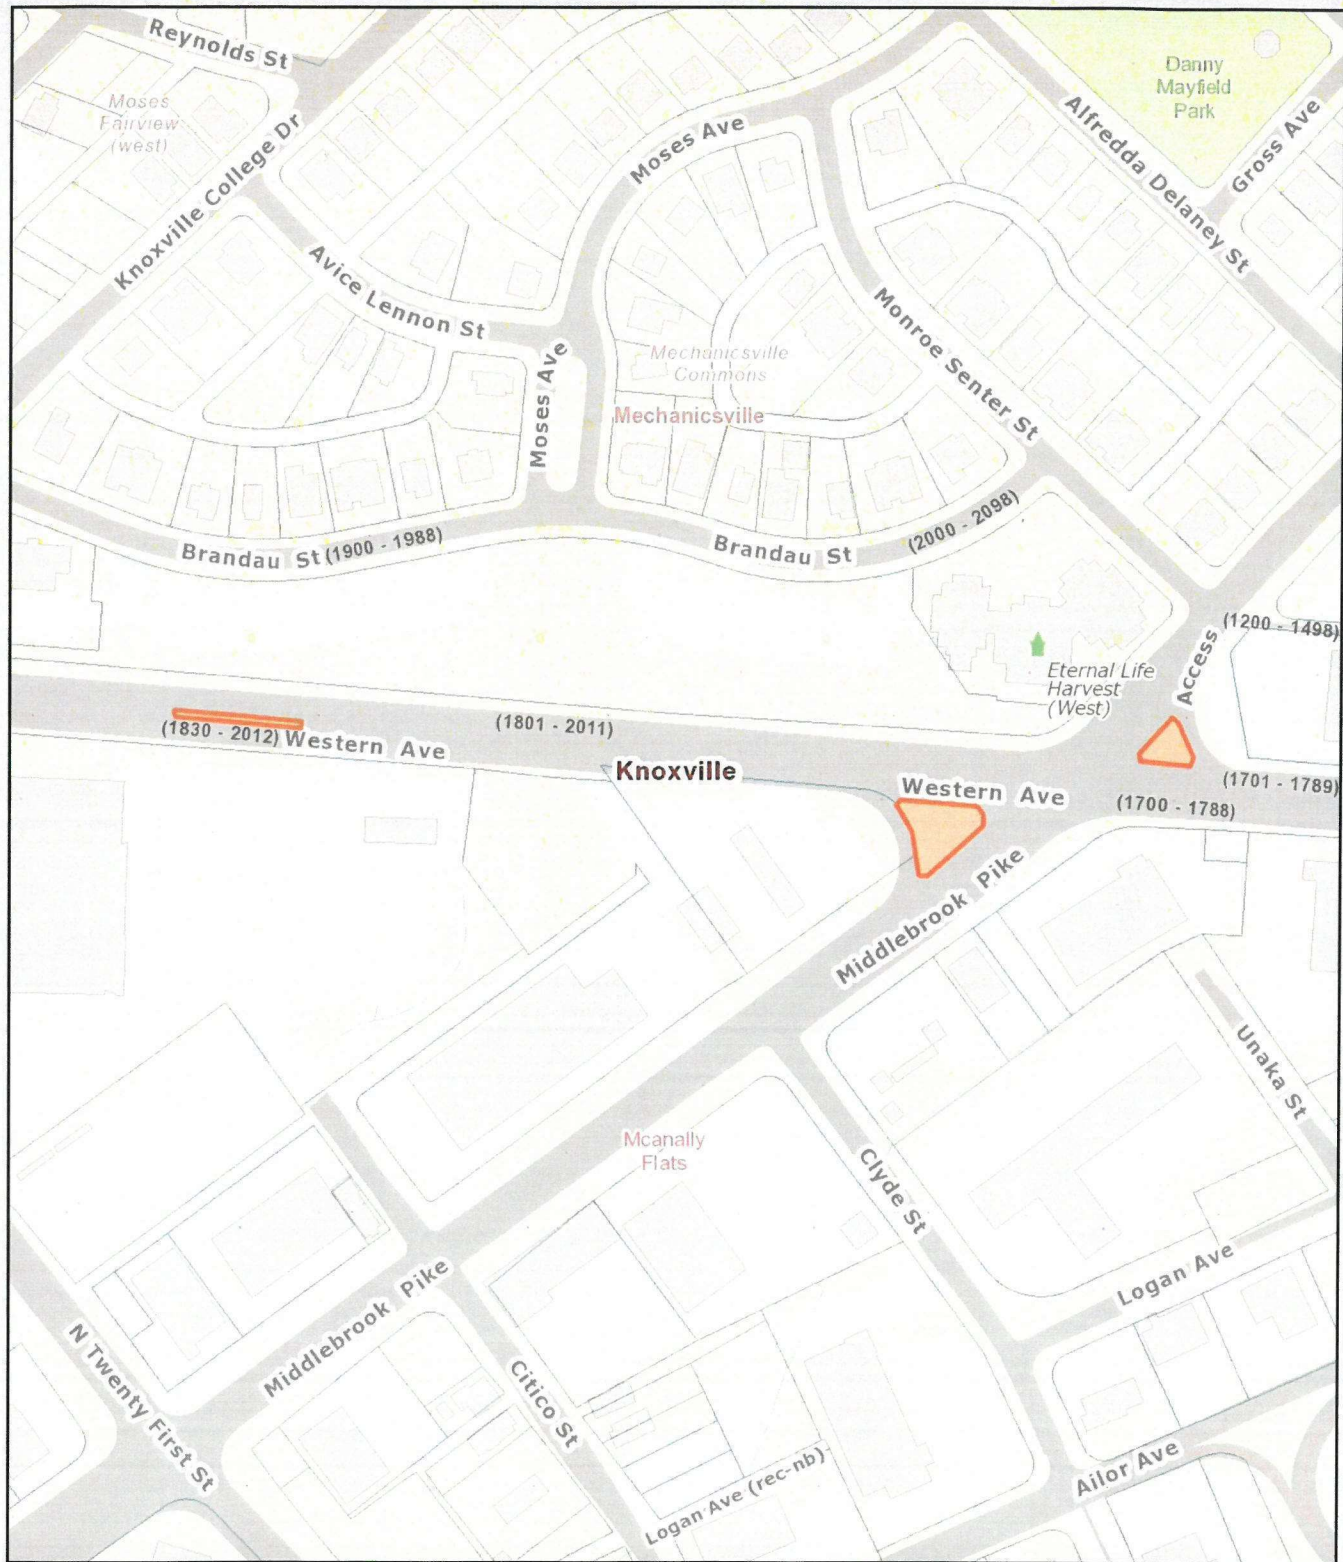 Reynolds St
Danny
Mayfield
Park
Moses
Fairview
(west)
Knoxville College Dr
Moses Ave
Alfredda Delaney St
Gross Ave
Avice Lennon St
Monroe Senter St
Moses Ave
Mechanicsville
Commons
Mechanicsville
Brandau St (1900 - 1988)
Brandau St
(2000 - 2098)
(1200 - 1498)
Access
Eternal Life
Harvest
(West)
(1830 - 2012) Western Ave
(1801 - 2011)
Knoxville
Western Ave
(1701 - 1789)
(1700 - 1788)
Middlebrook Pike
Unaka St
Mcanally
Flats
Clyde St
Logan Ave
Middlebrook Pike
N Twenty First St
Citico St
Logan Ave (rec-nb)
Ailor Ave